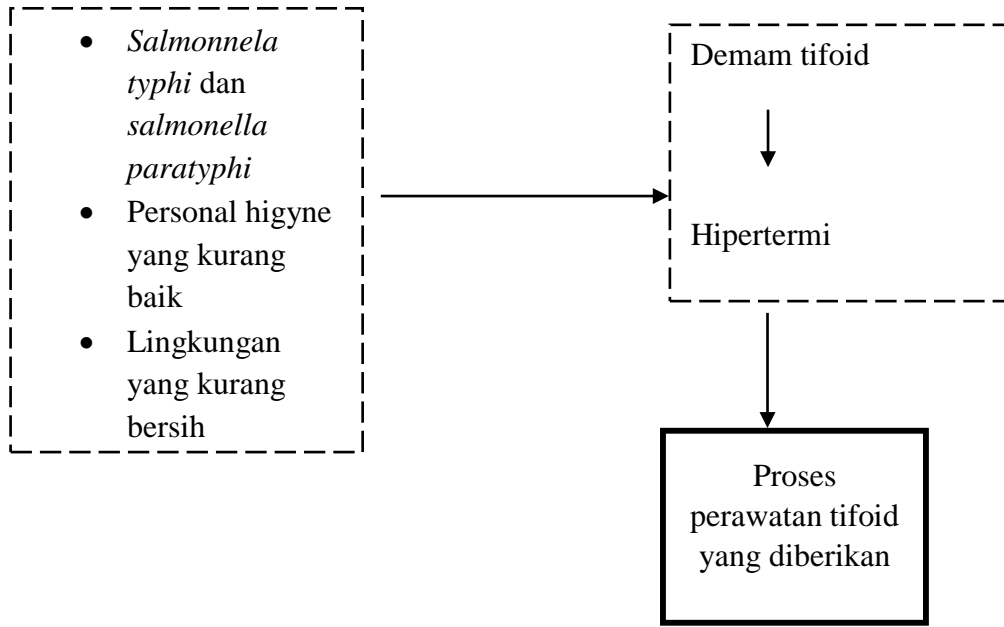 • Salmonnela
typhi dan
salmonella
paratyphi
• Personal higyne
yang kurang
baik
• Lingkungan
yang kurang
bersih
Demam tifoid
Hipertermi
Proses
perawatan tifoid
yang diberikan